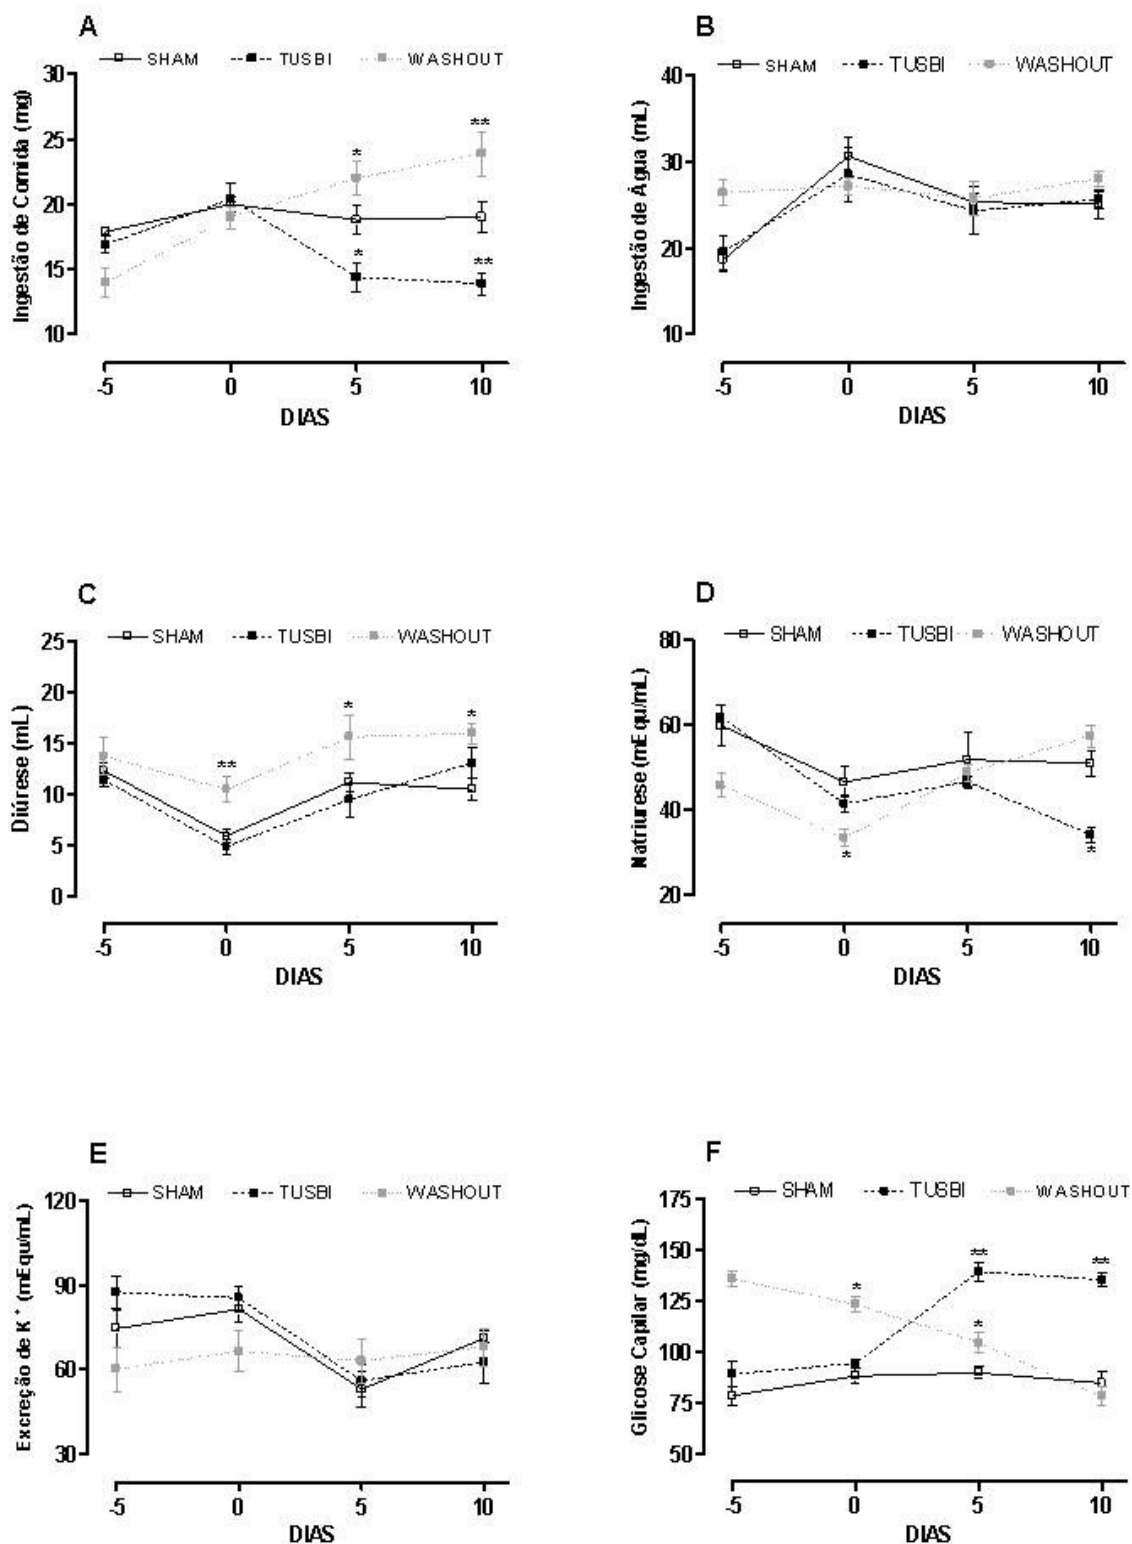 A
SHAM TUSBI WASHOUT
30
25
20
15
10
Ingestão de Comida (mg)
* **
* **
-5 0 5 10
DIAS
B
SHAM TUSBI WASHOUT
40
30
20
10
Ingestão de Água (mL)
-5 0 5 10
DIAS
C
SHAM TUSBI WASHOUT
25
20
15
10
5
0
Diúrese (mL)
** * *
-5 0 5 10
DIAS
D
SHAM TUSBI WASHOUT
80
60
40
20
Natriurese (mEqu/mL)
* *
-5 0 5 10
DIAS
E
SHAM TUSBI WASHOUT
120
90
60
30
Excreção de K⁺ (mEqu/mL)
-5 0 5 10
DIAS
F
SHAM TUSBI WASHOUT
175
150
125
100
75
50
Glicose Capilar (mg/dL)
** **
* *
-5 0 5 10
DIAS